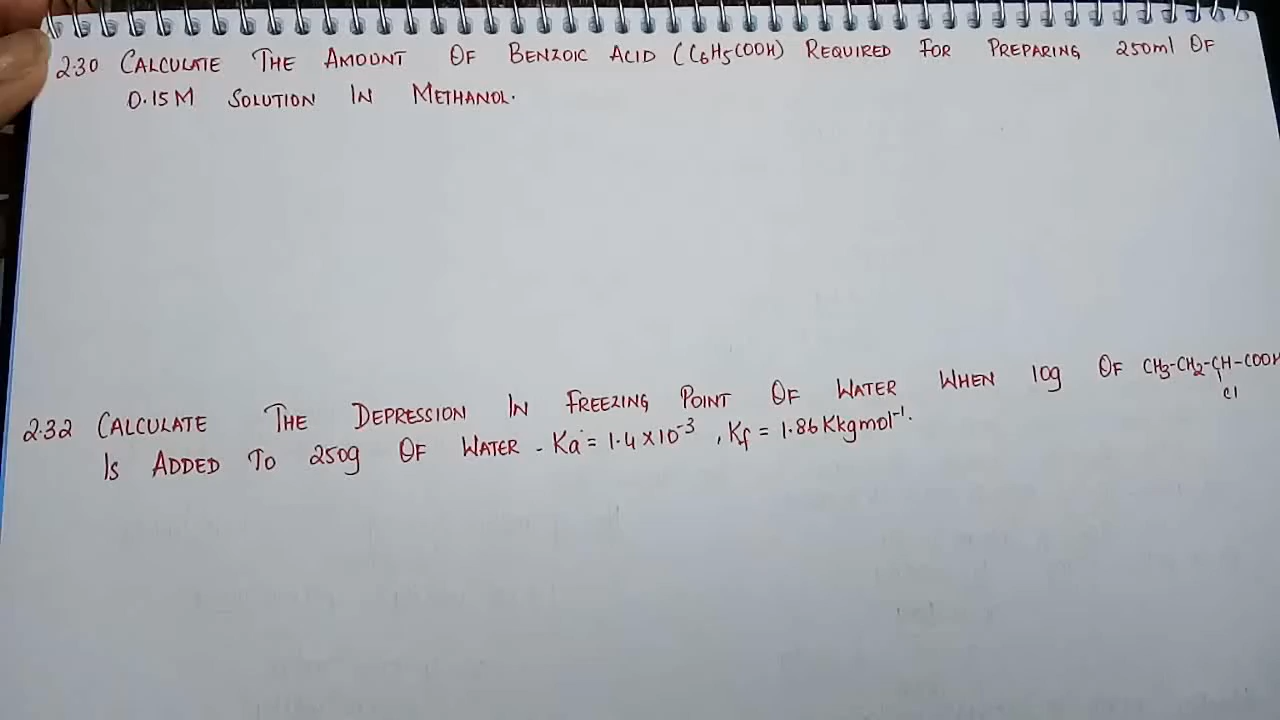 2.30 CALCULATE THE AMOUNT OF BENZOIC ACID (C6H5COOH) REQUIRED FOR PREPARING 250ml OF
0.15M SOLUTION IN METHANOL.
2.32 CALCULATE THE DEPRESSION IN FREEZING POINT OF WATER WHEN 10g OF CH3-CH2-CH-COOH
Cl
IS ADDED TO 250g OF WATER. Ka = 1.4 × 10⁻³, Kf = 1.86 K kg mol⁻¹.